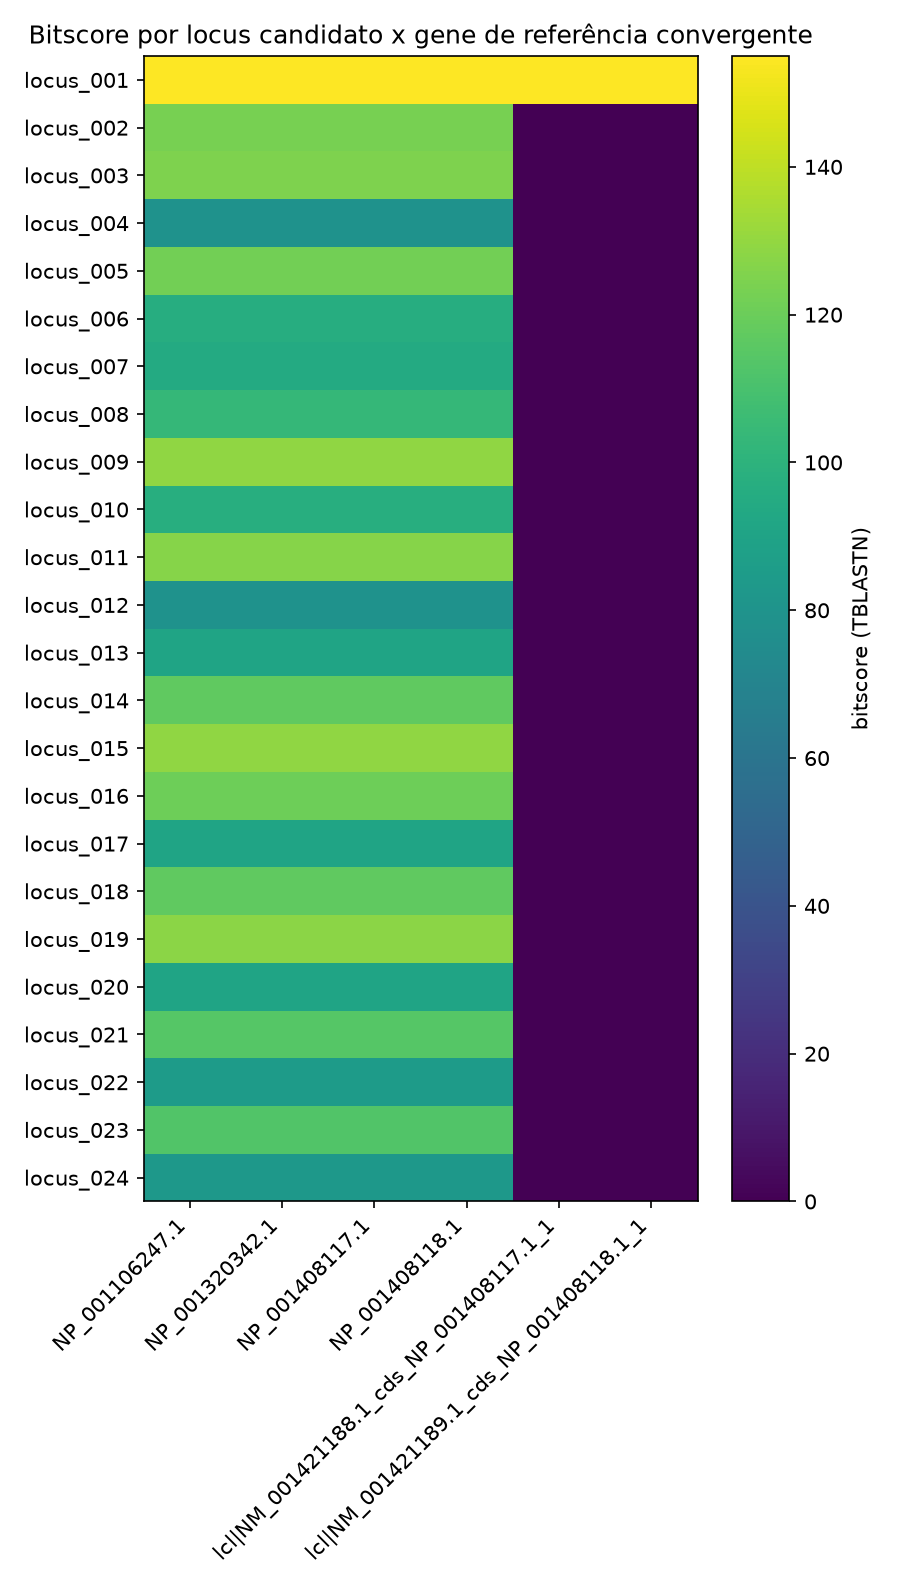 Bitscore por locus candidato x gene de referência convergente
locus_001
locus_002
locus_003
locus_004
locus_005
locus_006
locus_007
locus_008
locus_009
locus_010
locus_011
locus_012
locus_013
locus_014
locus_015
locus_016
locus_017
locus_018
locus_019
locus_020
locus_021
locus_022
locus_023
locus_024
NP_001106247.1
NP_001320342.1
NP_001408117.1
NP_001408118.1
lcl||NM_001421188.1_cds_NP_001408117.1_1
lcl||NM_001421189.1_cds_NP_001408118.1_1
140
120
100
80
60
40
20
0
bitscore (TBLASTN)